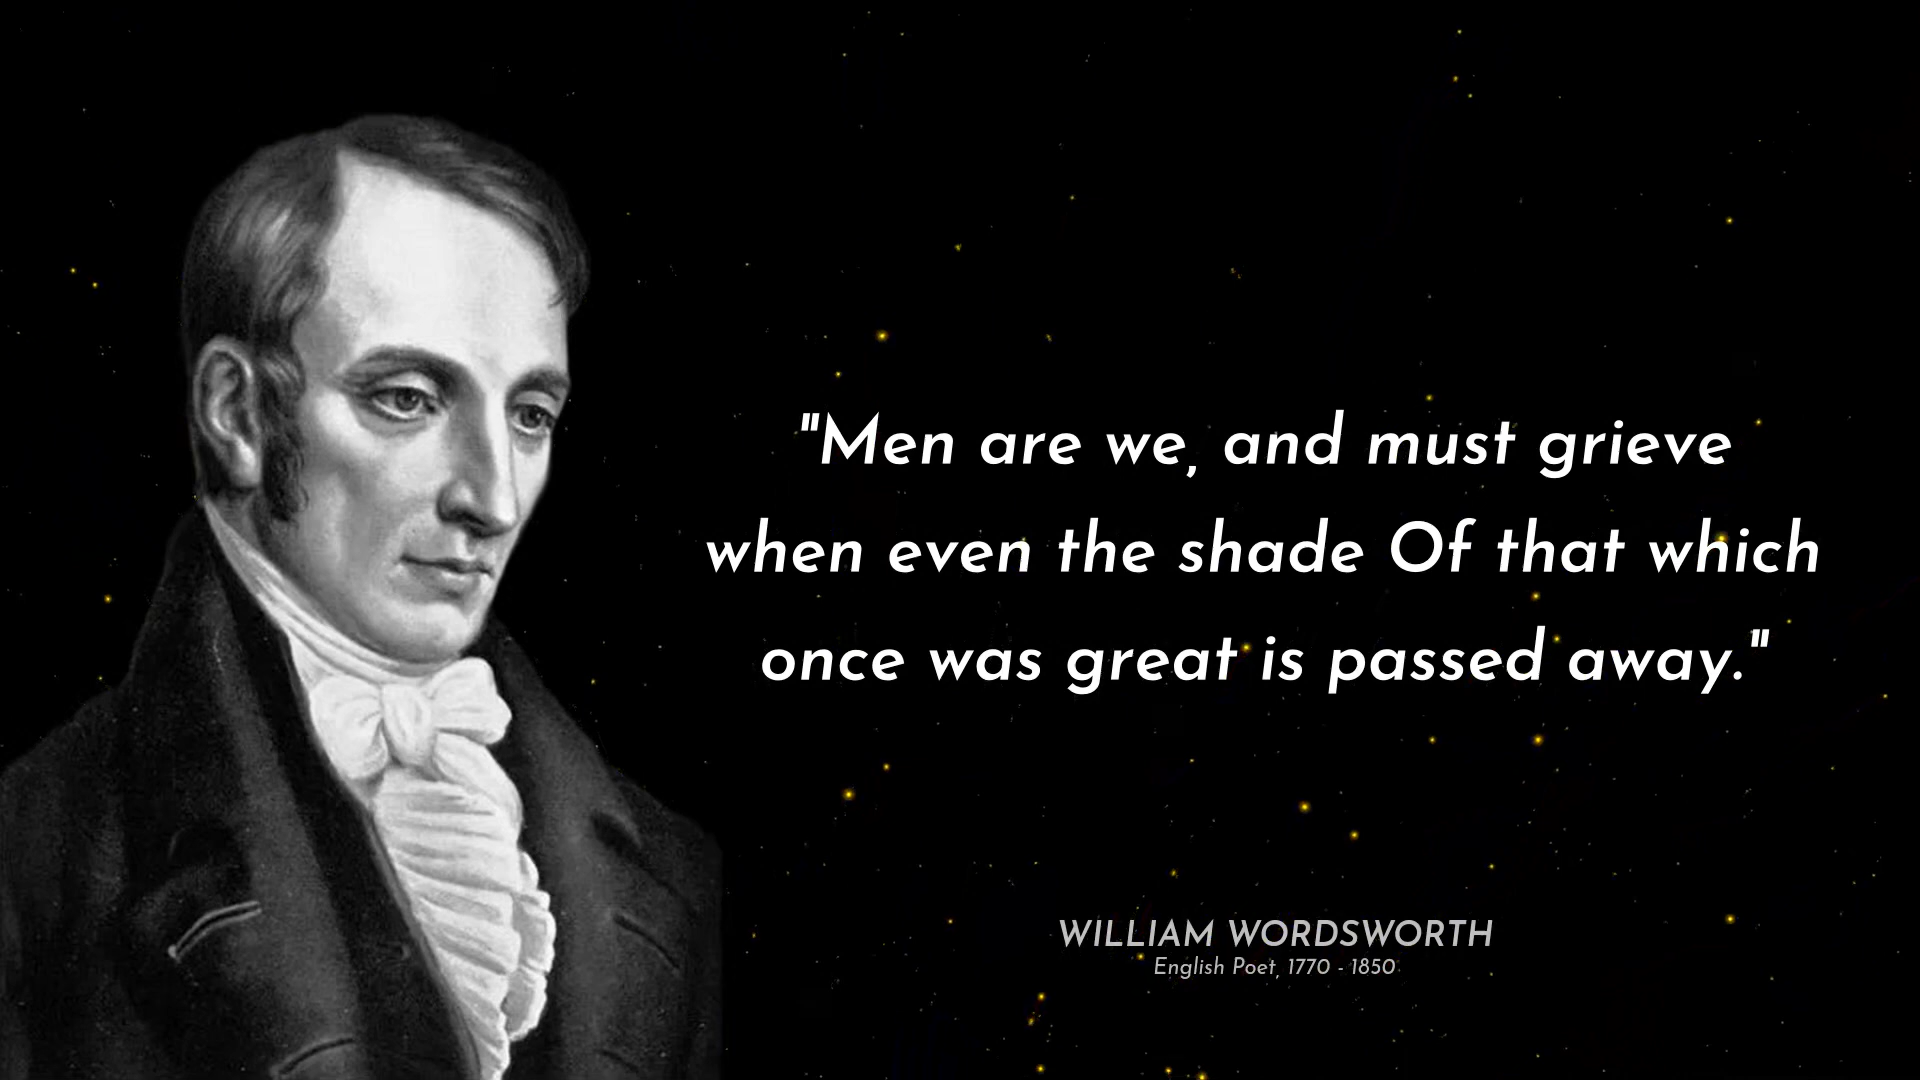 "Men are we, and must grieve
when even the shade Of that which
once was great is passed away."
WILLIAM WORDSWORTH
English Poet, 1770 - 1850